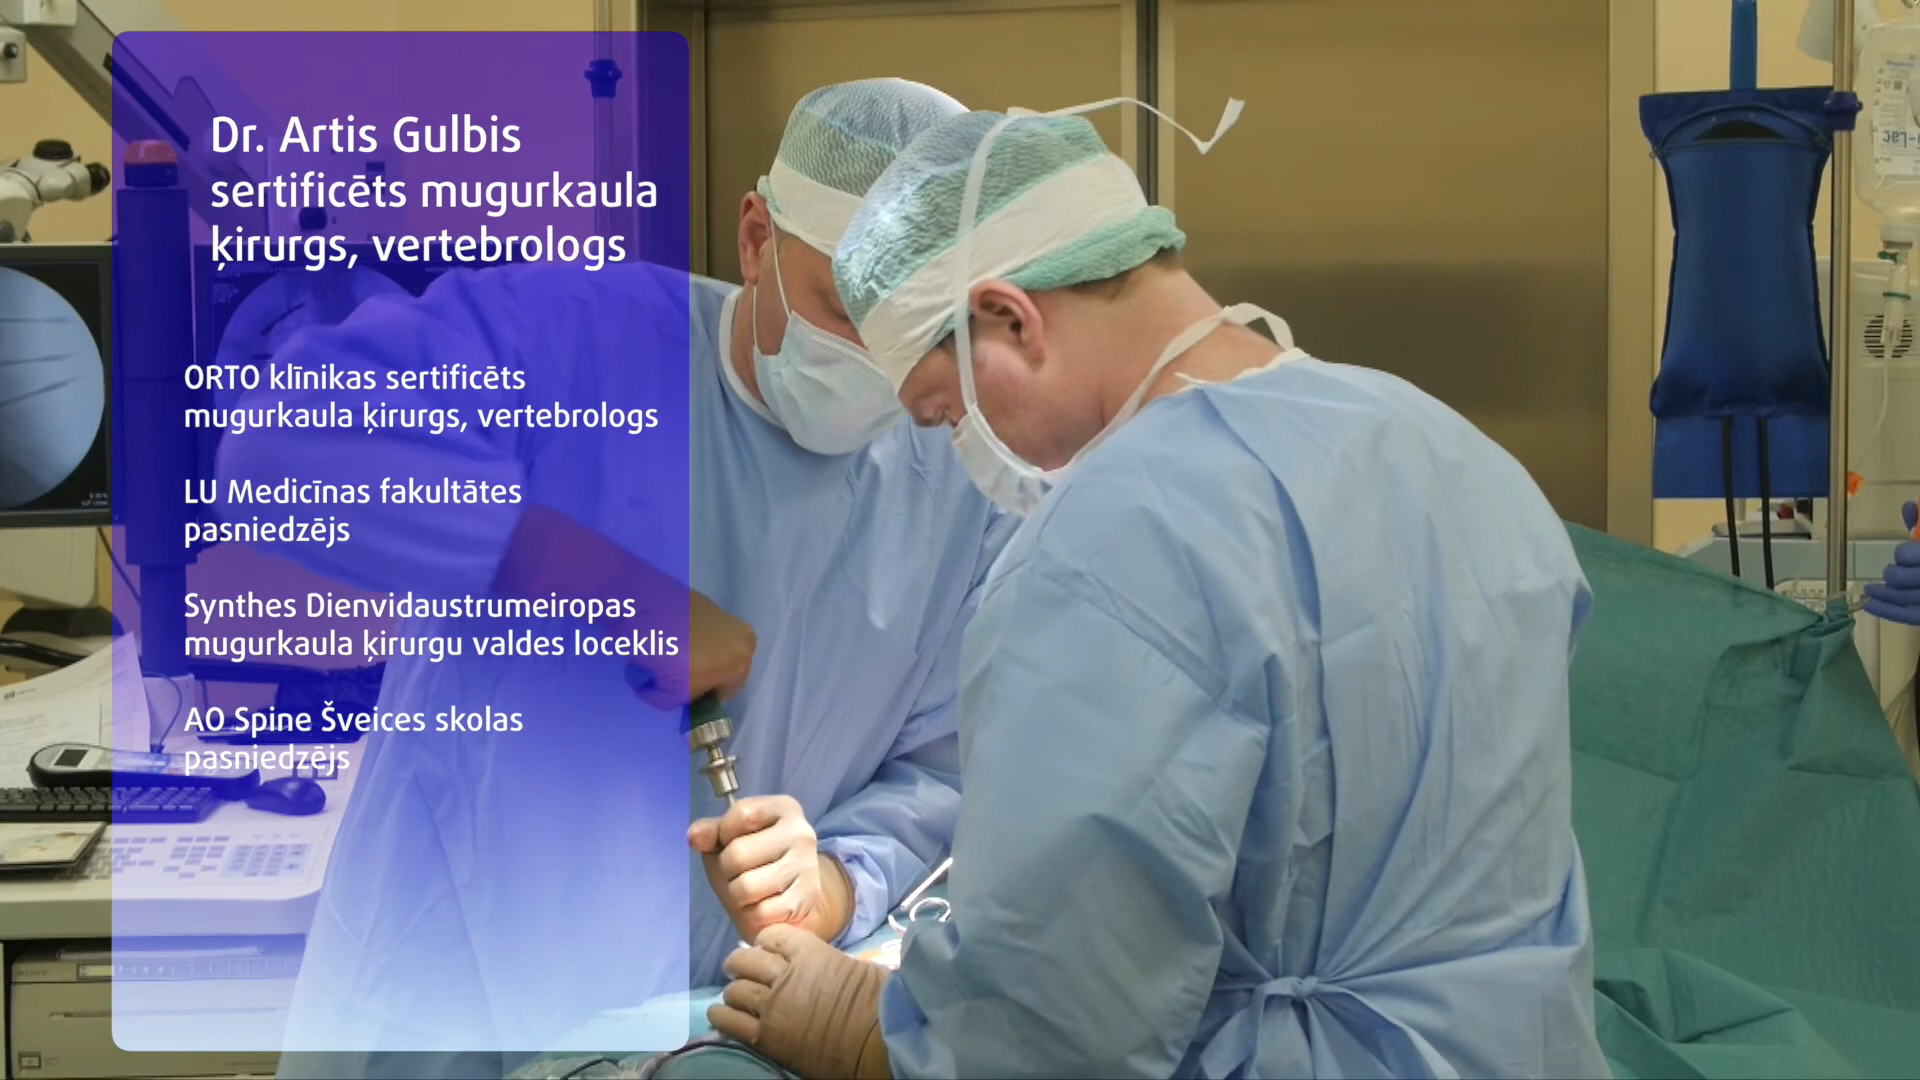 Dr. Artis Gulbis
sertificēts mugurkaula
ķirurgs, vertebrologs
ORTO klīnikas sertificēts
mugurkaula ķirurgs, vertebrologs
LU Medicīnas fakultātes
pasniedzējs
Synthes Dienvidaustrumeiropas
mugurkaula ķirurgu valdes loceklis
AO Spine Šveices skolas
pasniedzējs